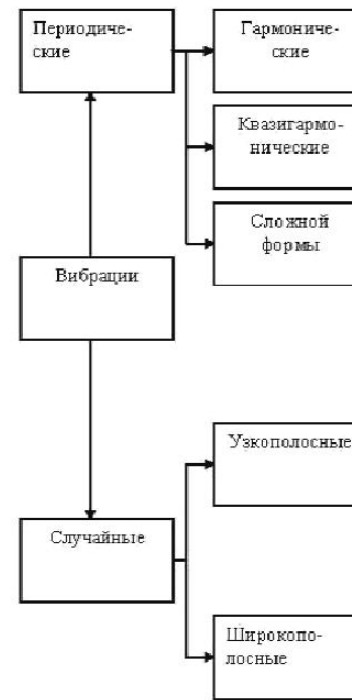 Периодиче-
ские
Гармониче-
ские
Квазигармо-
нические
Сложной
формы
Вибрации
Узкополосные
Случайные
Широкопо-
лосные